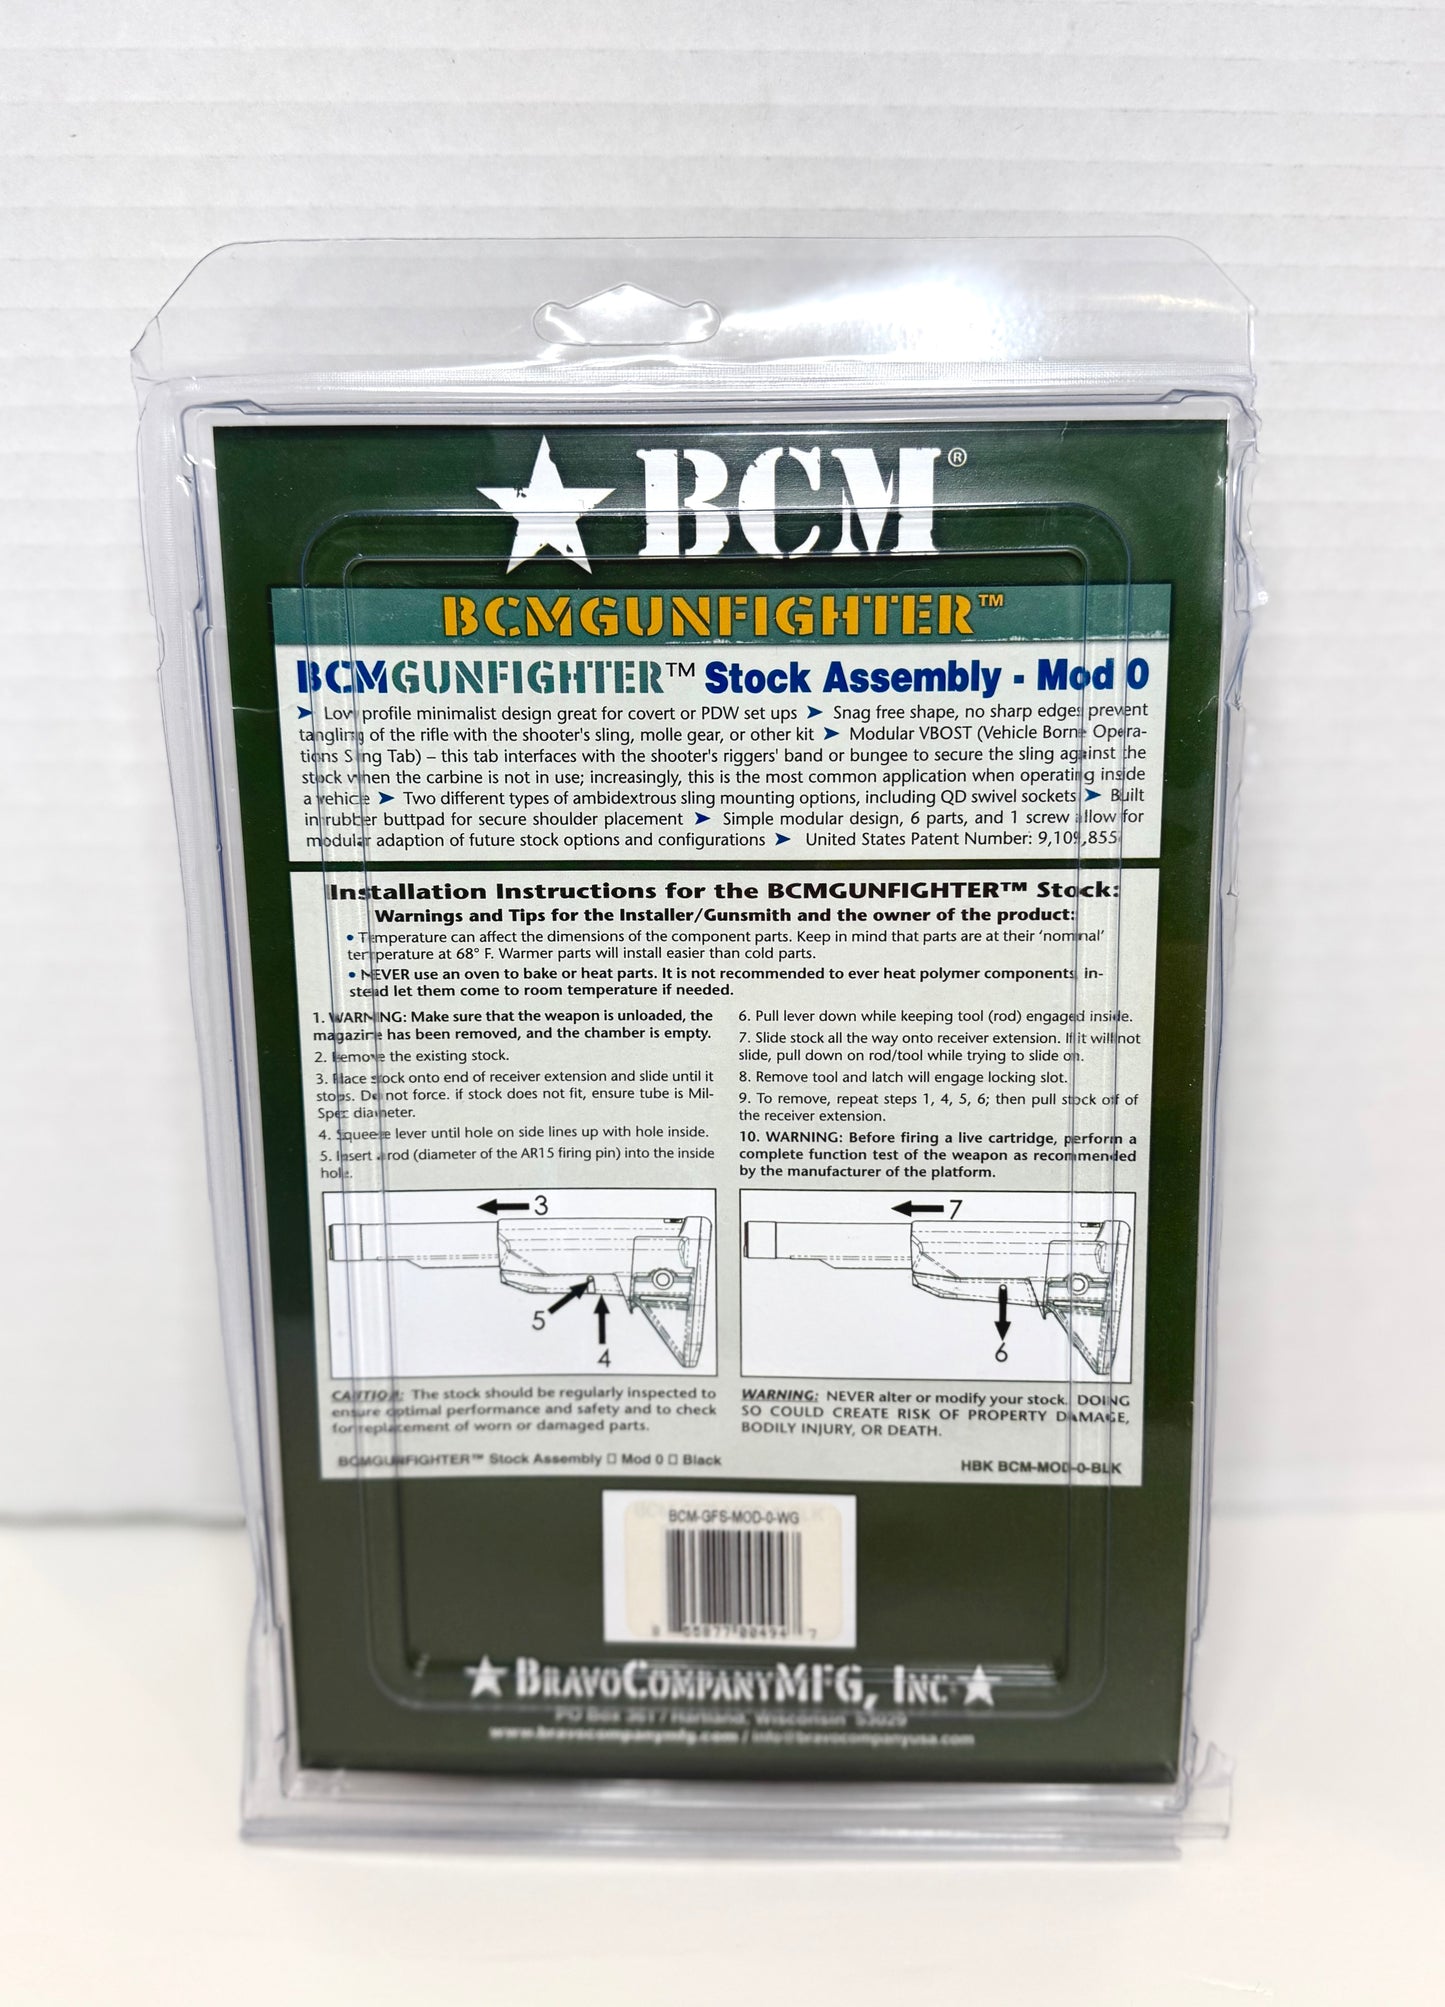 ★ BCM®
BCMGUNFIGHTER™
BCMGUNFIGHTER™ Stock Assembly - Mod 0
➤ Low profile minimalist design great for covert or PDW set ups ➤ Snag free shape, no sharp edges prevent
tangling of the rifle with the shooter's sling, molle gear, or other kit ➤ Modular VBOST (Vehicle Borne Opera-
tions Sling Tab) – this tab interfaces with the shooter's riggers' band or bungee to secure the sling against the
stock when the carbine is not in use; increasingly, this is the most common application when operating inside
a vehicle ➤ Two different types of ambidextrous sling mounting options, including QD swivel sockets ➤ Built
in rubber buttpad for secure shoulder placement ➤ Simple modular design, 6 parts, and 1 screw allow for
modular adaption of future stock options and configurations ➤ United States Patent Number: 9,109,855
Installation Instructions for the BCMGUNFIGHTER™ Stock:
Warnings and Tips for the Installer/Gunsmith and the owner of the product:
• Temperature can affect the dimensions of the component parts. Keep in mind that parts are at their 'nominal'
temperature at 68° F. Warmer parts will install easier than cold parts.
• NEVER use an oven to bake or heat parts. It is not recommended to ever heat polymer components, in-
stead let them come to room temperature if needed.
1. WARNING: Make sure that the weapon is unloaded, the
magazine has been removed, and the chamber is empty.
2. Remove the existing stock.
3. Place stock onto end of receiver extension and slide until it
stops. Do not force. if stock does not fit, ensure tube is Mil-
Spec diameter.
4. Squeeze lever until hole on side lines up with hole inside.
5. Insert a rod (diameter of the AR15 firing pin) into the inside
hole.
6. Pull lever down while keeping tool (rod) engaged inside.
7. Slide stock all the way onto receiver extension. If it will not
slide, pull down on rod/tool while trying to slide on.
8. Remove tool and latch will engage locking slot.
9. To remove, repeat steps 1, 4, 5, 6; then pull stock off of
the receiver extension.
10. WARNING: Before firing a live cartridge, perform a
complete function test of the weapon as recommended
by the manufacturer of the platform.
3
5
4
7
6
CAUTION: The stock should be regularly inspected to
ensure optimal performance and safety and to check
for replacement of worn or damaged parts.
WARNING: NEVER alter or modify your stock. DOING
SO COULD CREATE RISK OF PROPERTY DAMAGE,
BODILY INJURY, OR DEATH.
BCMGUNFIGHTER™ Stock Assembly □ Mod 0 □ Black
HBK BCM-MOD-0-BLK
BCM-GFS-MOD-0-WG
8 55877 00494 7
★ BRAVOCOMPANYMFG, INC ★
PO Box 361 / Hartland, Wisconsin 53029
www.bravocompanymfg.com / info@bravocompanyusa.com